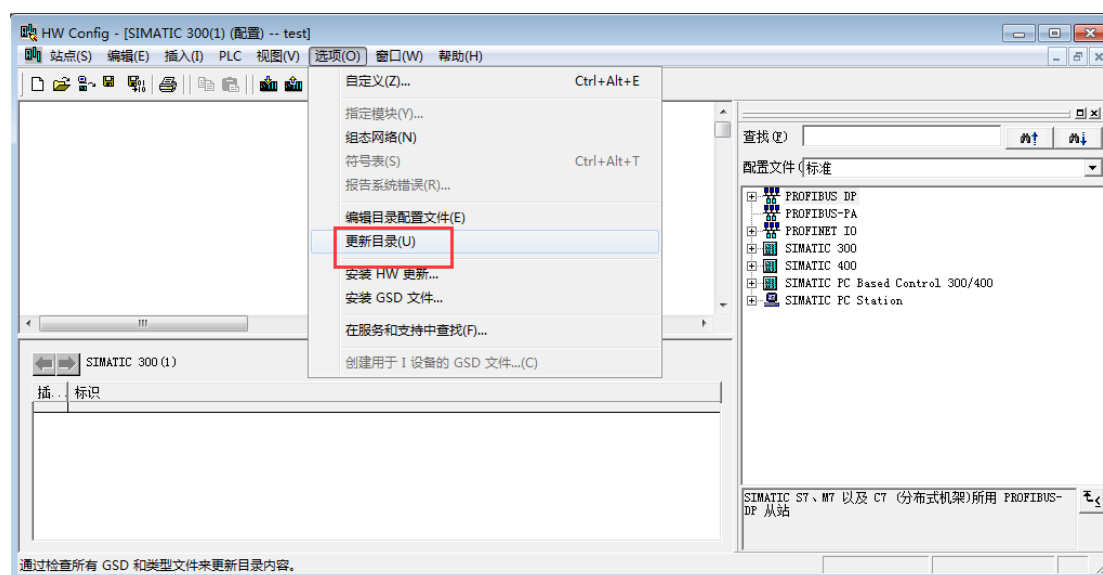 HW Config - [SIMATIC 300(1) (配置) -- test]
站点(S) 编辑(E) 插入(I) PLC 视图(V) 选项(O) 窗口(W) 帮助(H)
自定义(Z)... Ctrl+Alt+E
指定模块(Y)...
组态网络(N)
符号表(S) Ctrl+Alt+T
报告系统错误(R)...
编辑目录配置文件(E)
更新目录(U)
安装 HW 更新...
安装 GSD 文件...
在服务和支持中查找(F)...
创建用于 I 设备的 GSD 文件...(C)
查找(F)
配置文件(
标准
PROFIBUS DP
PROFIBUS-PA
PROFINET IO
SIMATIC 300
SIMATIC 400
SIMATIC PC Based Control 300/400
SIMATIC PC Station
SIMATIC 300(1)
插... 标识
SIMATIC S7、M7 以及 C7 (分布式机架)所用 PROFIBUS-
DP 从站
通过检查所有 GSD 和类型文件来更新目录内容。